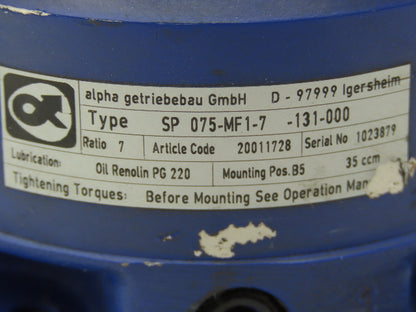 alpha getriebebau GmbH D - 97999 Igersheim
Type SP 075-MF1-7 -131-000
Ratio 7 Article Code 20011728 Serial No 1023879
Lubrication: Oil Renolin PG 220 Mounting Pos.B5 35 ccm
Tightening Torques: Before Mounting See Operation